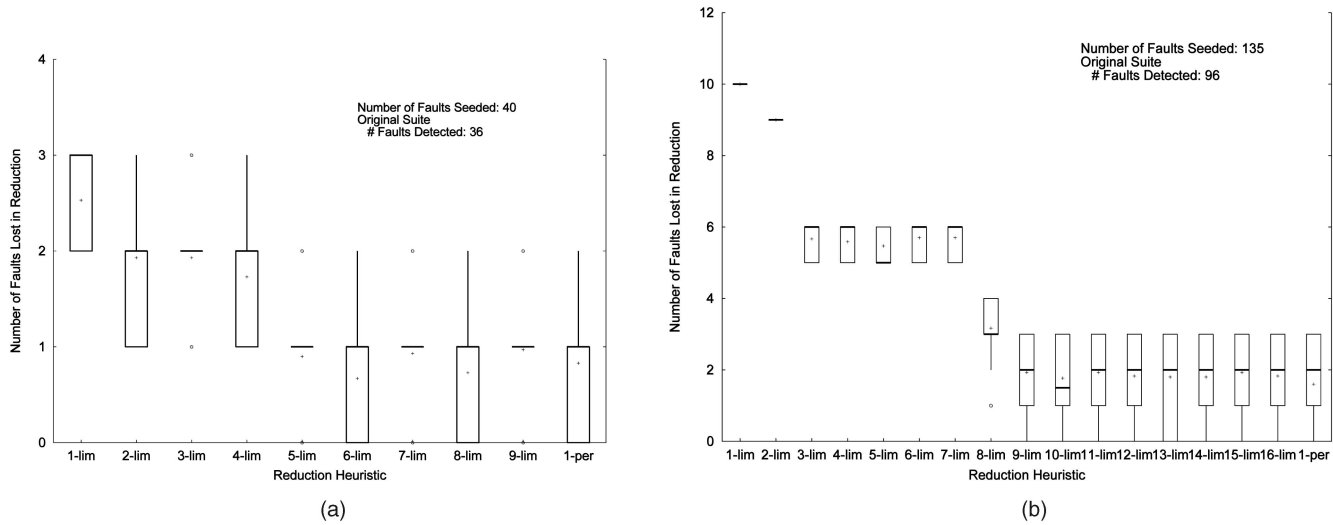 4
3
2
1
0
Number of Faults Lost in Reduction
Number of Faults Seeded: 40
Original Suite
# Faults Detected: 36
1-lim 2-lim 3-lim 4-lim 5-lim 6-lim 7-lim 8-lim 9-lim 1-per
Reduction Heuristic
(a)
12
10
8
6
4
2
0
Number of Faults Lost in Reduction
Number of Faults Seeded: 135
Original Suite
# Faults Detected: 96
1-lim 2-lim 3-lim 4-lim 5-lim 6-lim 7-lim 8-lim 9-lim 10-lim 11-lim 12-lim 13-lim 14-lim 15-lim 16-lim 1-per
Reduction Heuristic
(b)